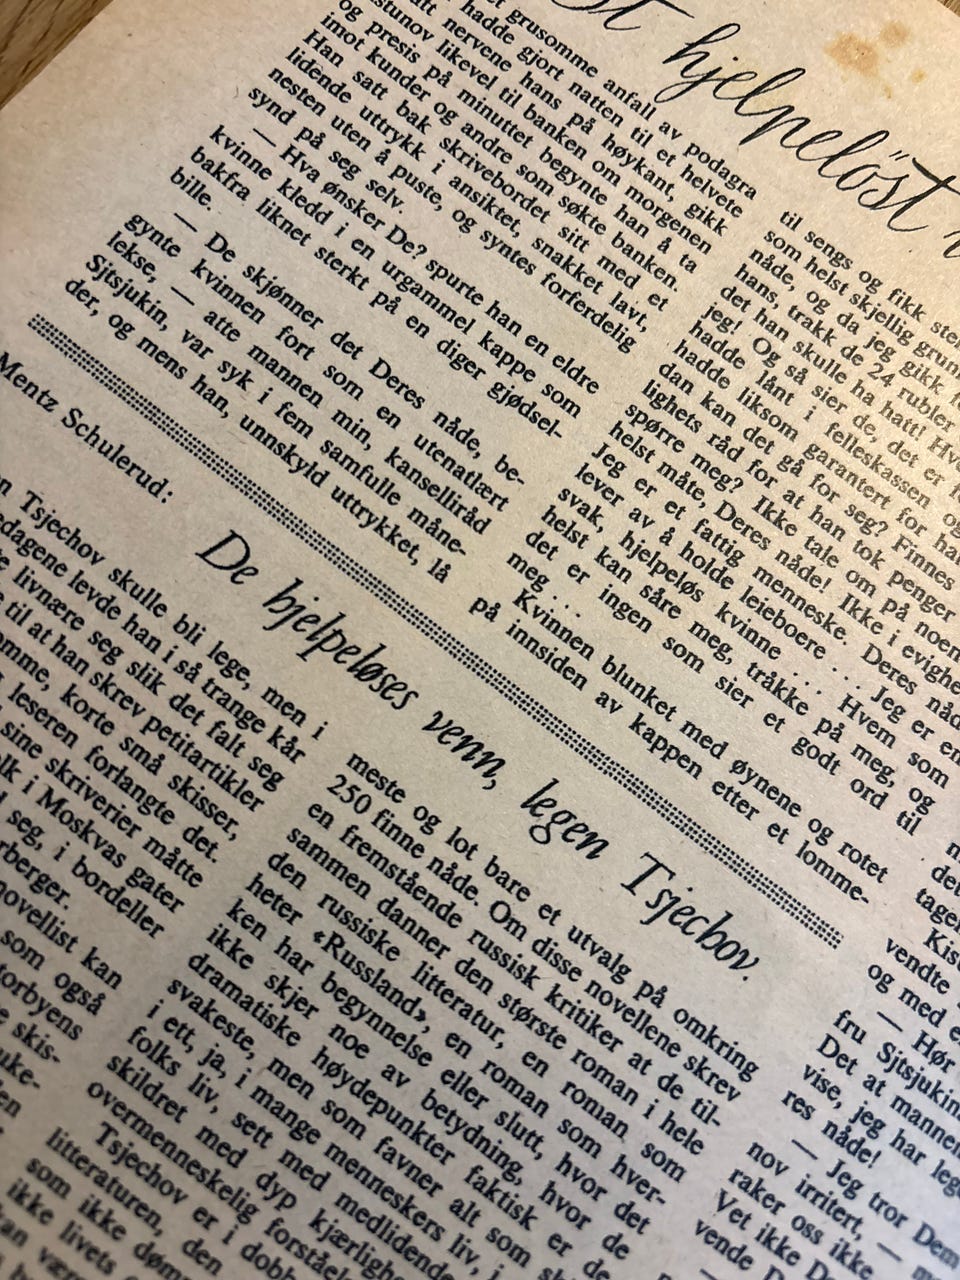 hjelpeløst
grusomme anfall av podagra
hadde gjort natten til et helvete
nervene hans på høykant, gikk
likevel til banken om morgenen
og presis på minuttet begynte han å ta
imot kunder og andre som søkte banken.
Han satt bak skrivebordet sitt med et
lidende uttrykk i ansiktet, snakket lavt,
nesten uten å puste, og syntes forferdelig
synd på seg selv.
— Hva ønsker De? spurte han en eldre
kvinne kledd i en urgammel kappe som
bakfra liknet sterkt på en diger gjødsel-
bille.
— De skjønner det Deres nåde, be-
gynte kvinnen fort som en utenatlært
lekse, — atte mannen min, kanselliråd
Sjtsjukin, var syk i fem samfulle måne-
der, og mens han, unnskyld uttrykket, lå
til sengs og fikk
som helst skjellig
nåde, og da jeg gikk
hans, trakk de 24 rubler
det han skulle ha hatt!
jeg! Og så sier de, det er
hadde lånt i felleskassen
hadde liksom garantert for
dan kan det gå for seg? Finnes
lighets råd for at han tok penger
spørre meg? Ikke tale om på noen
helst måte, Deres nåde! Ikke i
Jeg er et fattig menneske. Deres
lever av å holde leieboere . . . Jeg er en
svak, hjelpeløs kvinne . . . Hvem som
helst kan såre meg, tråkke på meg, og
det er ingen som sier et godt ord til
meg . . .
Kvinnen blunket med øynene og rotet
på innsiden av kappen etter et lomme-
vendte
og med
— Hør
fru Sjtsjukin
Det at
vise, jeg har
res nåde!
— Jeg tror
nov irritert, —
raker oss ikke
Vet ikke
vende
Mentz Schulerud:
De hjelpeløses venn, legen Tsjechov.
Tsjechov skulle bli lege, men i
levde han i så trange kår
livnære seg slik det falt seg
til at han skrev petitartikler
korte små skisser,
leseren forlangte det.
sine skriverier måtte
i Moskvas gater
seg, i bordeller
novellist kan
som også
meste og lot bare et utvalg på omkring
250 finne nåde. Om disse novellene skrev
en fremstående russisk kritiker at de til-
sammen danner den største roman i hele
den russiske litteratur, en roman som
heter «Russland», en roman som hver-
ken har begynnelse eller slutt, hvor det
ikke skjer noe av betydning, hvor de
dramatiske høydepunkter faktisk er de
svakeste, men som favner alt som
i ett, ja, i mange menneskers liv, i
folks liv, sett med
skildret med dyp
overmenneskelig
Tsjechov er i
litteraturen, den
som ikke
ikke livets